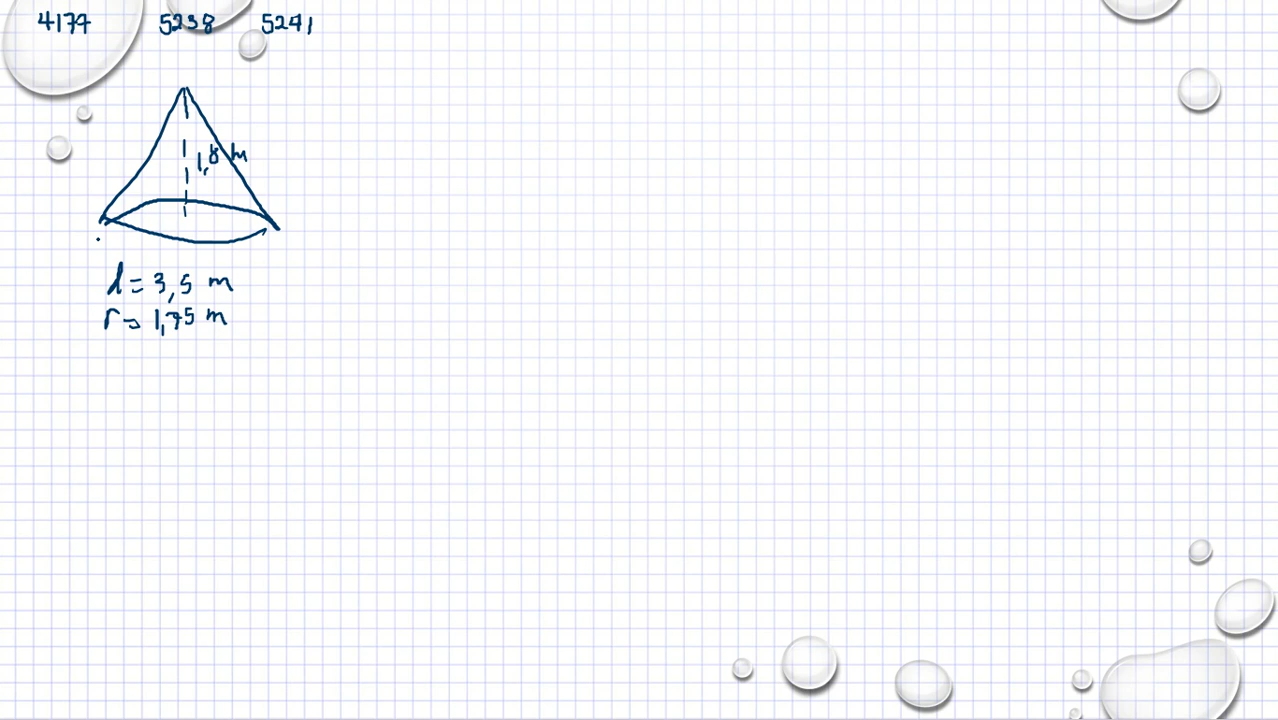 4174 5238 5241
1,8 m
d = 3,5 m
r = 1,75 m